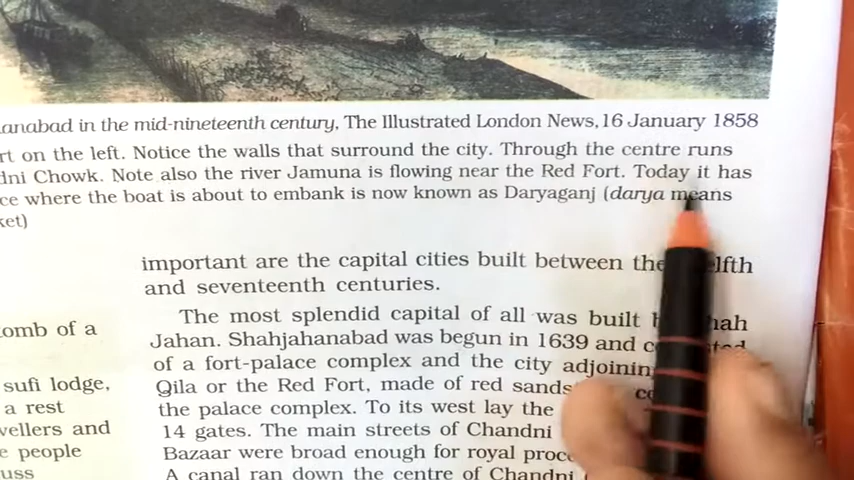 anabad in the mid-nineteenth century, The Illustrated London News, 16 January 1858
rt on the left. Notice the walls that surround the city. Through the centre runs
dni Chowk. Note also the river Jamuna is flowing near the Red Fort. Today it has
ce where the boat is about to embank is now known as Daryaganj (darya means
ket)
important are the capital cities built between the elfth
and seventeenth centuries.
The most splendid capital of all was built hah
Jahan. Shahjahanabad was begun in 1639 and
of a fort-palace complex and the city adjoinin
Qila or the Red Fort, made of red sands
the palace complex. To its west lay the
14 gates. The main streets of Chandni
Bazaar were broad enough for royal proc
A canal ran down the centre of Chandni
omb of a
sufi lodge,
a rest
vellers and
e people
uss